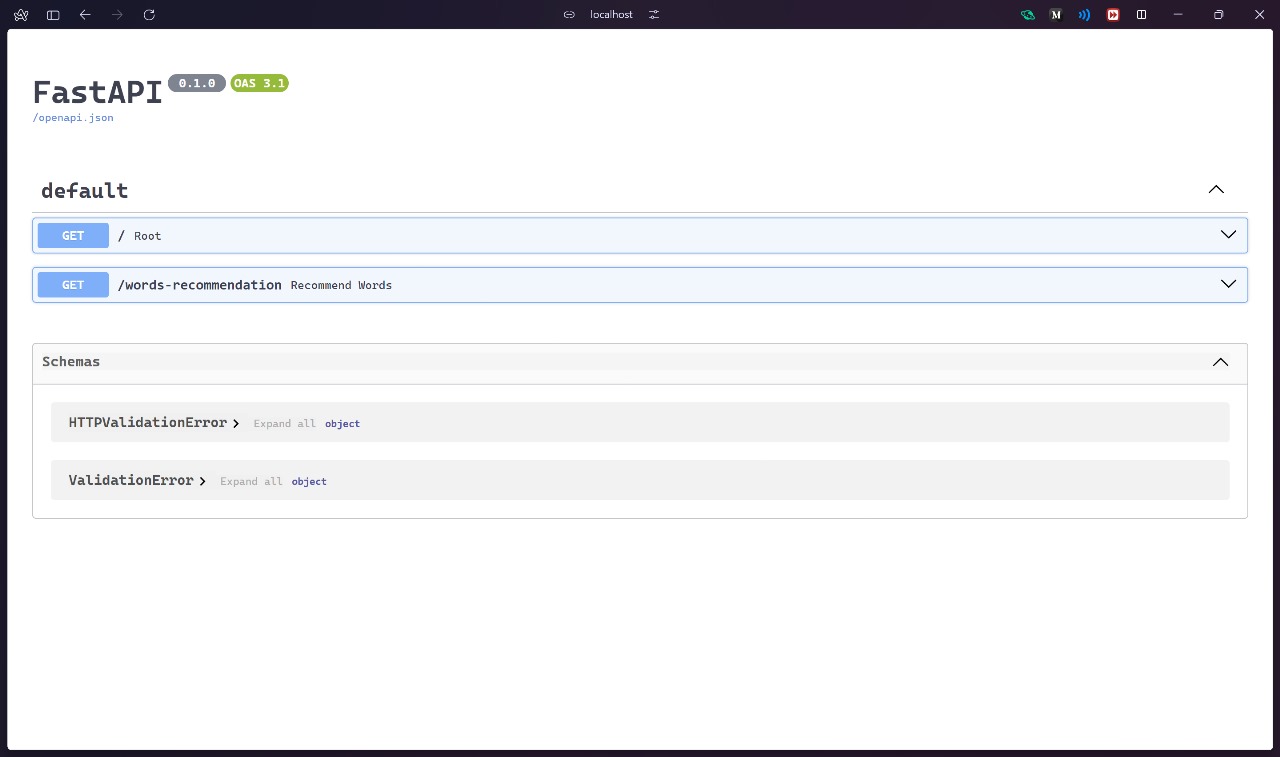 localhost
M
FastAPI 0.1.0 OAS 3.1
/openapi.json
default
GET / Root
GET /words-recommendation Recommend Words
Schemas
HTTPValidationError Expand all object
ValidationError Expand all object